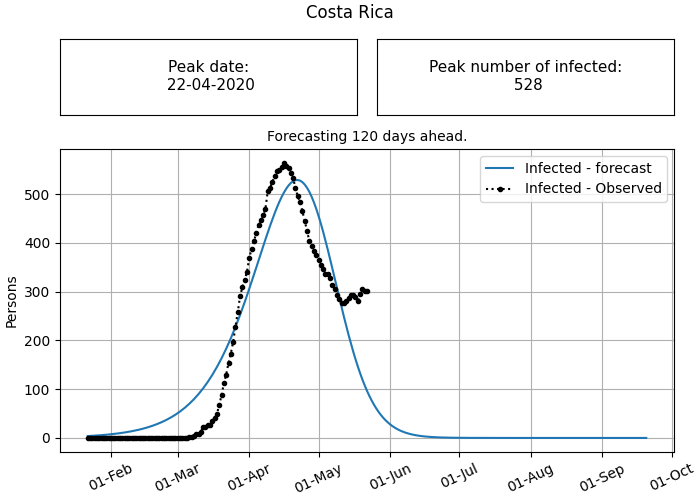 Costa Rica
Peak date:
22-04-2020
Peak number of infected:
528
Forecasting 120 days ahead.
Infected - forecast
Infected - Observed
Persons
500
400
300
200
100
0
01-Feb
01-Mar
01-Apr
01-May
01-Jun
01-Jul
01-Aug
01-Sep
01-Oct